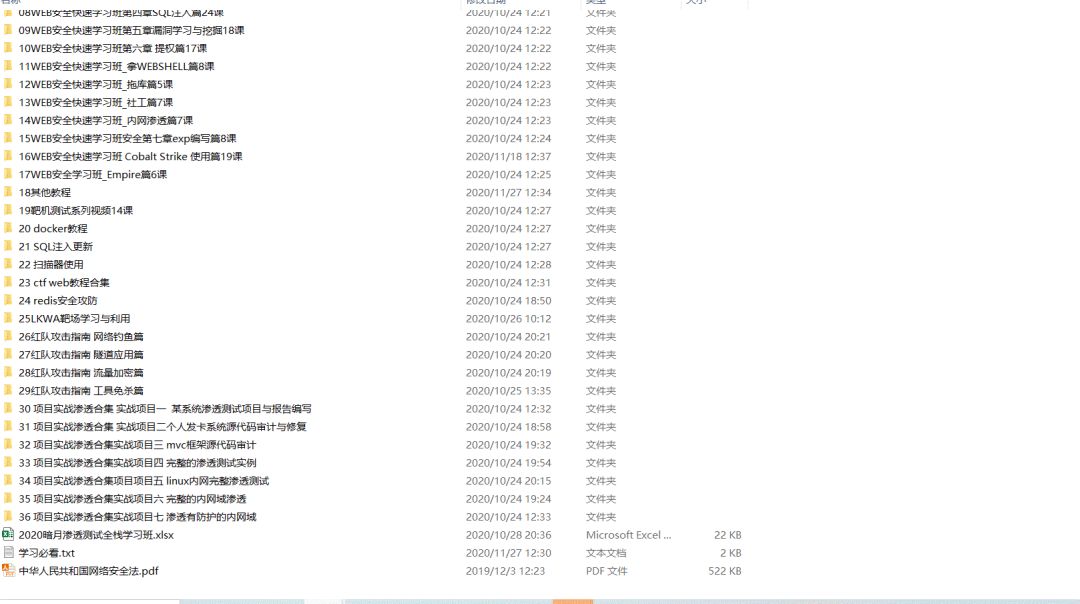 名称 修改日期 类型 大小
08WEB安全快速学习班第四章SQL注入篇24课 2020/10/24 12:21 文件夹
09WEB安全快速学习班第五章漏洞学习与挖掘18课 2020/10/24 12:22 文件夹
10WEB安全快速学习班第六章 提权篇17课 2020/10/24 12:22 文件夹
11WEB安全快速学习班_拿WEBSHELL篇8课 2020/10/24 12:22 文件夹
12WEB安全快速学习班_拖库篇5课 2020/10/24 12:23 文件夹
13WEB安全快速学习班_社工篇7课 2020/10/24 12:23 文件夹
14WEB安全快速学习班_内网渗透篇7课 2020/10/24 12:23 文件夹
15WEB安全快速学习班安全第七章exp编写篇8课 2020/10/24 12:24 文件夹
16WEB安全快速学习班 Cobalt Strike 使用篇19课 2020/11/18 12:37 文件夹
17WEB安全学习班_Empire篇6课 2020/10/24 12:25 文件夹
18其他教程 2020/11/27 12:34 文件夹
19靶机测试系列视频14课 2020/10/24 12:27 文件夹
20 docker教程 2020/10/24 12:27 文件夹
21 SQL注入更新 2020/10/24 12:27 文件夹
22 扫描器使用 2020/10/24 12:28 文件夹
23 ctf web教程合集 2020/10/24 12:31 文件夹
24 redis安全攻防 2020/10/24 18:50 文件夹
25LKWA靶场学习与利用 2020/10/26 10:12 文件夹
26红队攻击指南 网络钓鱼篇 2020/10/24 20:21 文件夹
27红队攻击指南 隧道应用篇 2020/10/24 20:20 文件夹
28红队攻击指南 流量加密篇 2020/10/24 20:19 文件夹
29红队攻击指南 工具免杀篇 2020/10/25 13:35 文件夹
30 项目实战渗透合集 实战项目一 某系统渗透测试项目与报告编写 2020/10/24 12:32 文件夹
31 项目实战渗透合集 实战项目二个人发卡系统源代码审计与修复 2020/10/24 18:58 文件夹
32 项目实战渗透合集实战项目三 mvc框架源代码审计 2020/10/24 19:32 文件夹
33 项目实战渗透合集实战项目四 完整的渗透测试实例 2020/10/24 19:54 文件夹
34 项目实战渗透合集项目项目五 linux内网完整渗透测试 2020/10/24 20:15 文件夹
35 项目实战渗透合集实战项目六 完整的内网域渗透 2020/10/24 19:24 文件夹
36 项目实战渗透合集实战项目七 渗透有防护的内网域 2020/10/24 12:33 文件夹
2020暗月渗透测试全栈学习班.xlsx 2020/10/28 20:36 Microsoft Excel ... 22 KB
学习必看.txt 2020/11/27 12:30 文本文档 2 KB
中华人民共和国网络安全法.pdf 2019/12/3 12:23 PDF 文件 522 KB